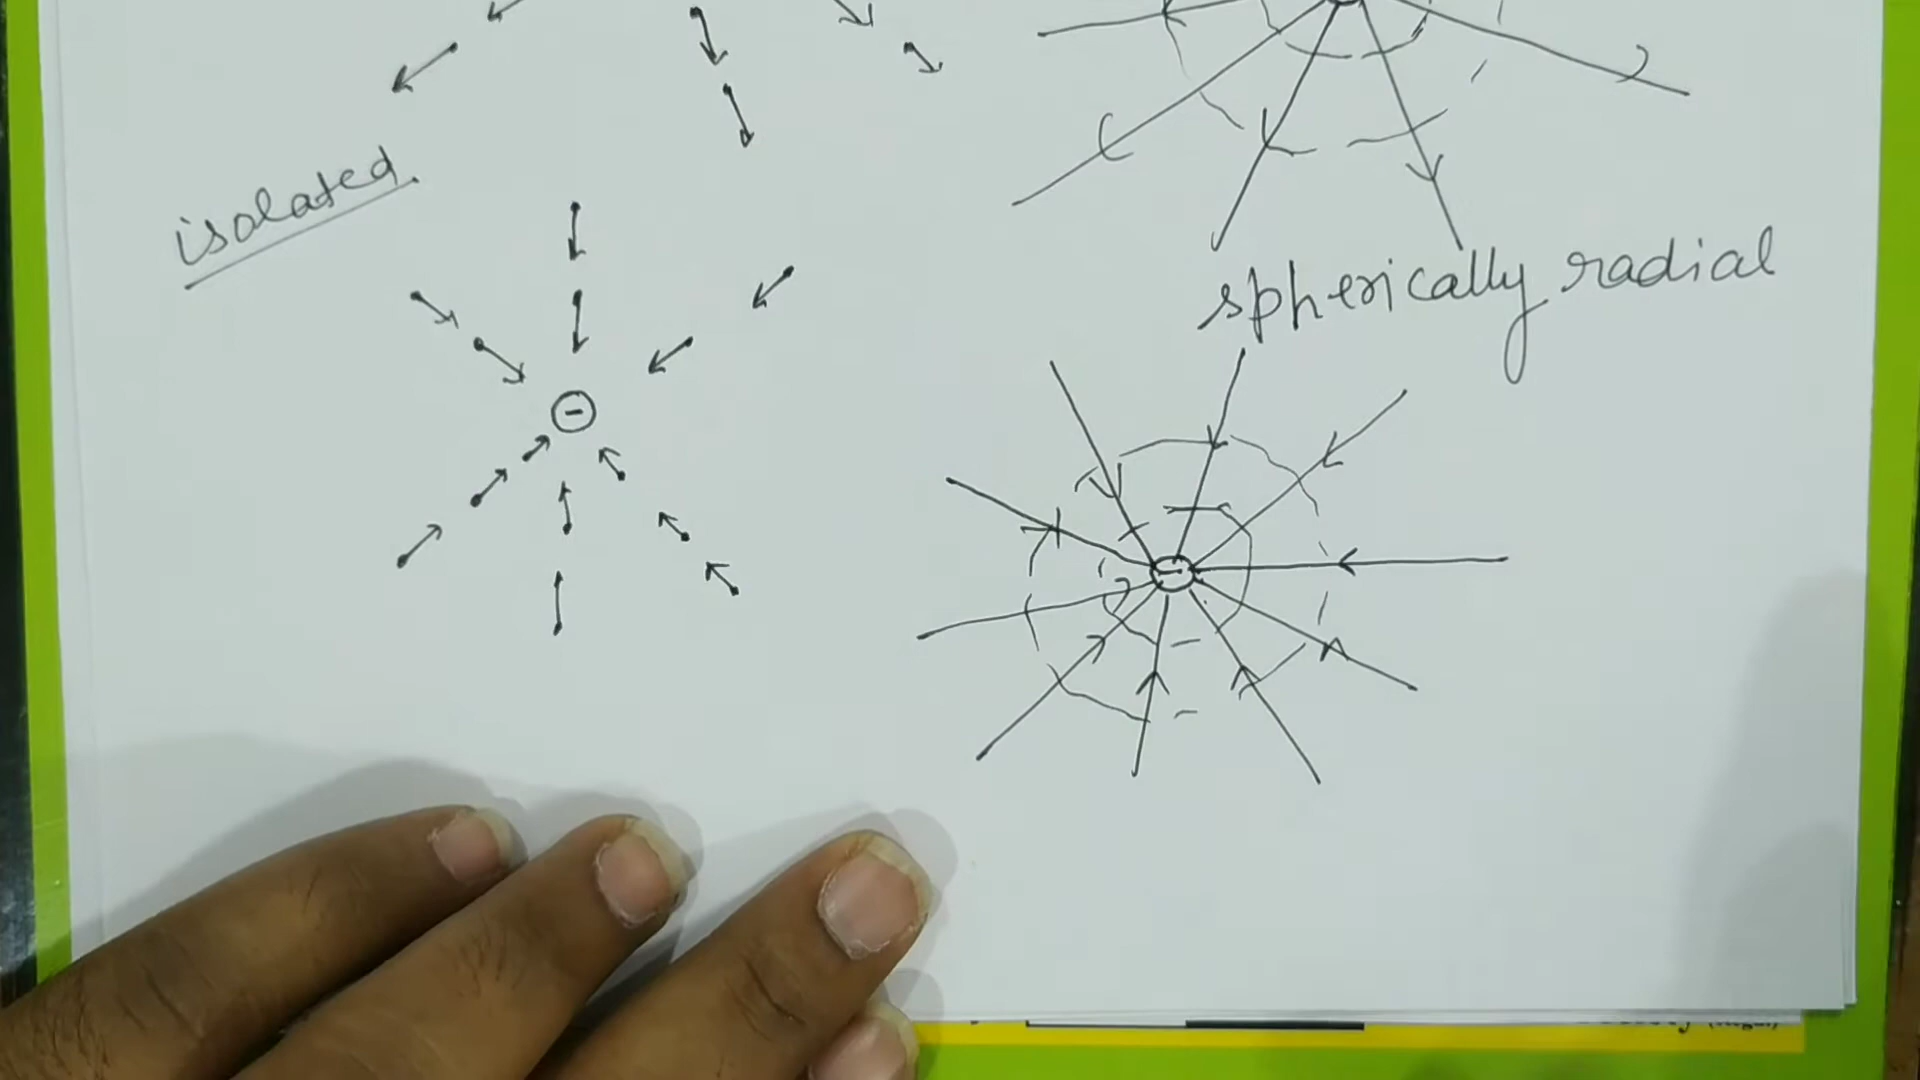 isolated.
spherically radial
-
-